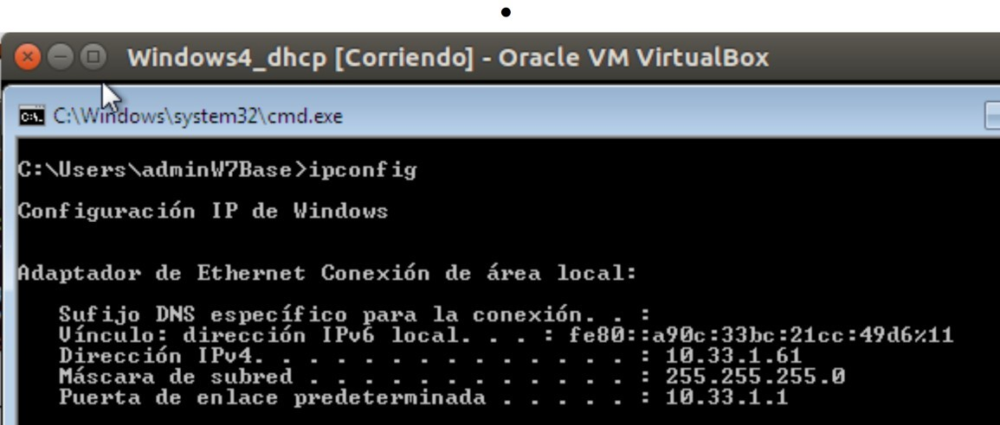 •
Windows4_dhcp [Corriendo] - Oracle VM VirtualBox
C:\Windows\system32\cmd.exe
C:\Users\adminW7Base>ipconfig
Configuración IP de Windows
Adaptador de Ethernet Conexión de área local:
Sufijo DNS específico para la conexión. . :
Vínculo: dirección IPv6 local. . . : fe80::a90c:33bc:21cc:49d6%11
Dirección IPv4. . . . . . . . . . . . . . : 10.33.1.61
Máscara de subred . . . . . . . . . . . . : 255.255.255.0
Puerta de enlace predeterminada . . . . . : 10.33.1.1